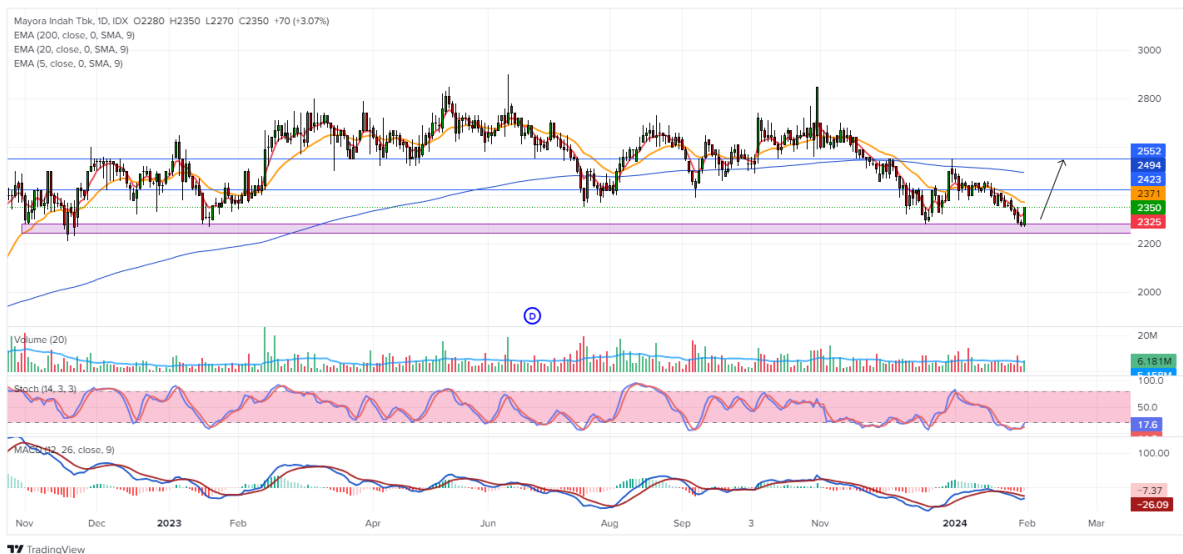 Mayora Indah Tbk, 1D, IDX O2280 H2350 L2270 C2350 +70 (+3.07%)
EMA (200, close, 0, SMA, 9)
EMA (20, close, 0, SMA, 9)
EMA (5, close, 0, SMA, 9)
3000
2800
2552
2494
2423
2371
2350
2325
2200
2000
D
Volume (20)
20M
6.181M
Stoch (14, 3, 3)
100.0
50.0
17.6
MACD (12, 26, close, 9)
100.00
-7.37
-26.09
Nov Dec 2023 Feb Apr Jun Aug Sep 3 Nov 2024 Feb Mar
TradingView